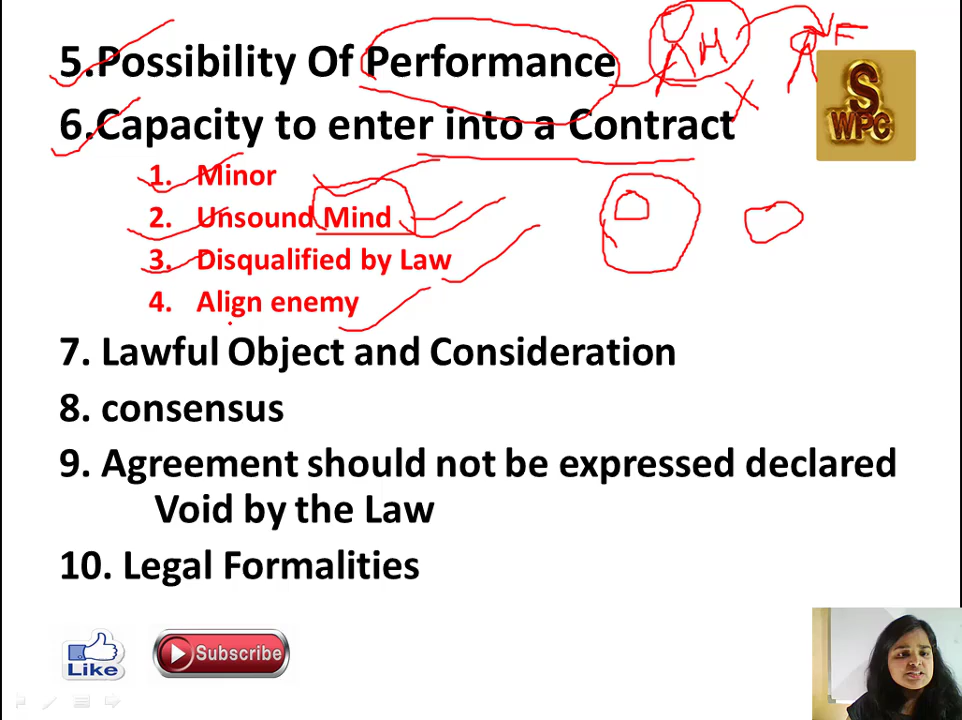 5.Possibility Of Performance
H
F
6.Capacity to enter into a Contract
S
WPC
1. Minor
2. Unsound Mind
3. Disqualified by Law
4. Align enemy
7. Lawful Object and Consideration
8. consensus
9. Agreement should not be expressed declared
Void by the Law
10. Legal Formalities
Like
Subscribe